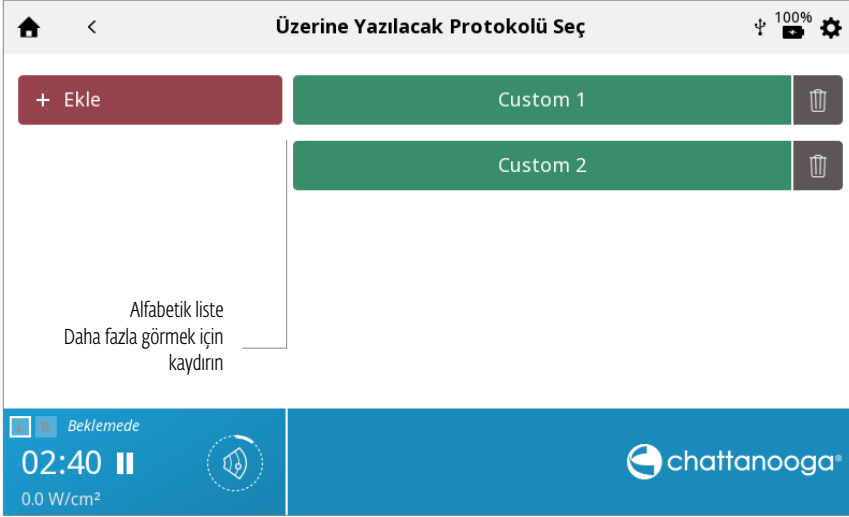 Üzerine Yazılacak Protokolü Seç
100%
+ Ekle
Custom 1
Custom 2
Alfabetik liste
Daha fazla görmek için
kaydırın
L R Beklemede
02:40
0.0 W/cm²
chattanooga®